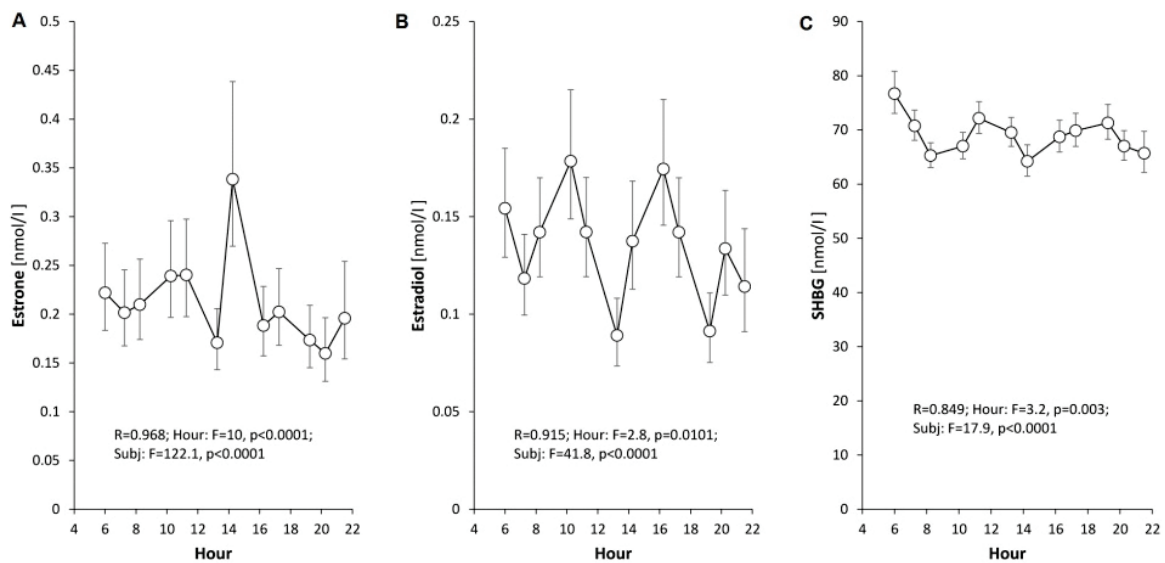 A
Estrone [nmol/l]
0.5
0.45
0.4
0.35
0.3
0.25
0.2
0.15
0.1
0.05
0
R=0.968; Hour: F=10, p<0.0001;
Subj: F=122.1, p<0.0001
4 6 8 10 12 14 16 18 20 22
Hour
B
Estradiol [nmol/l]
0.25
0.2
0.15
0.1
0.05
0
R=0.915; Hour: F=2.8, p=0.0101;
Subj: F=41.8, p<0.0001
4 6 8 10 12 14 16 18 20 22
Hour
C
SHBG [nmol/l]
90
80
70
60
50
40
30
20
10
0
R=0.849; Hour: F=3.2, p=0.003;
Subj: F=17.9, p<0.0001
4 6 8 10 12 14 16 18 20 22
Hour